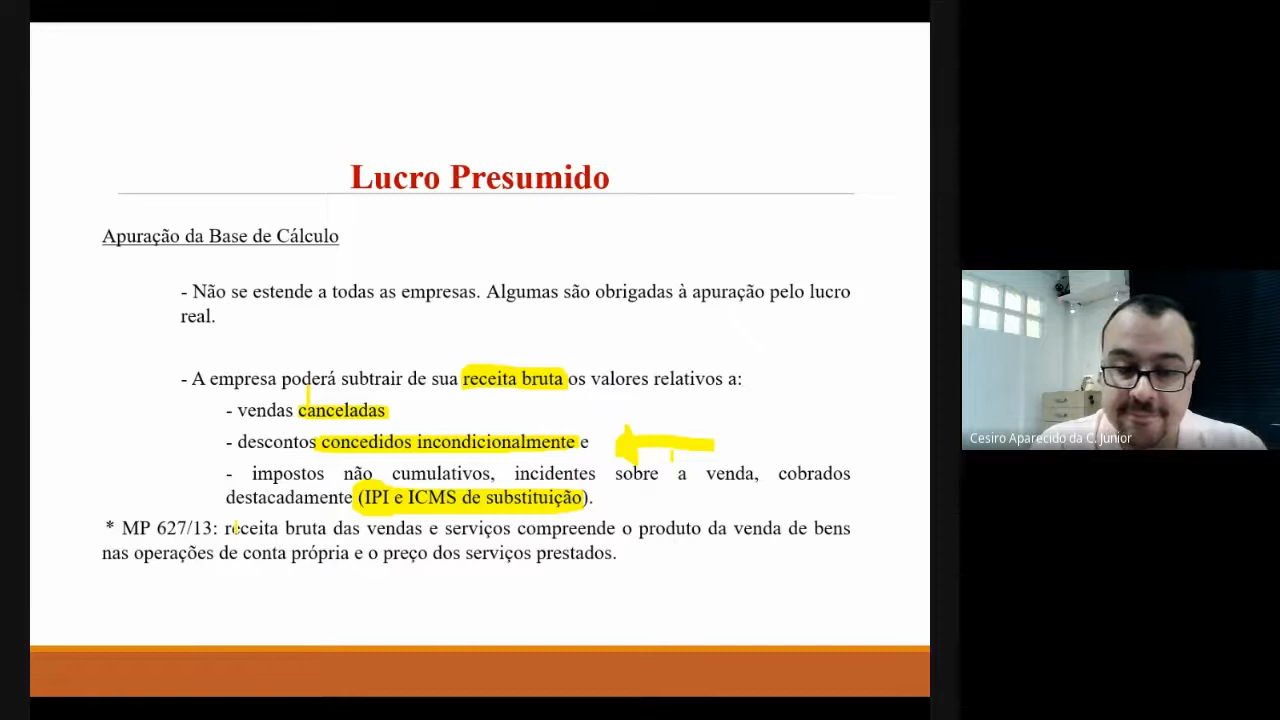 Lucro Presumido
Apuração da Base de Cálculo
- Não se estende a todas as empresas. Algumas são obrigadas à apuração pelo lucro
real.
- A empresa poderá subtrair de sua receita bruta os valores relativos a:
- vendas canceladas
- descontos concedidos incondicionalmente e
- impostos não cumulativos, incidentes sobre a venda, cobrados
destacadamente (IPI e ICMS de substituição).
* MP 627/13: receita bruta das vendas e serviços compreende o produto da venda de bens
nas operações de conta própria e o preço dos serviços prestados.
Cesiro Aparecido da C. Junior